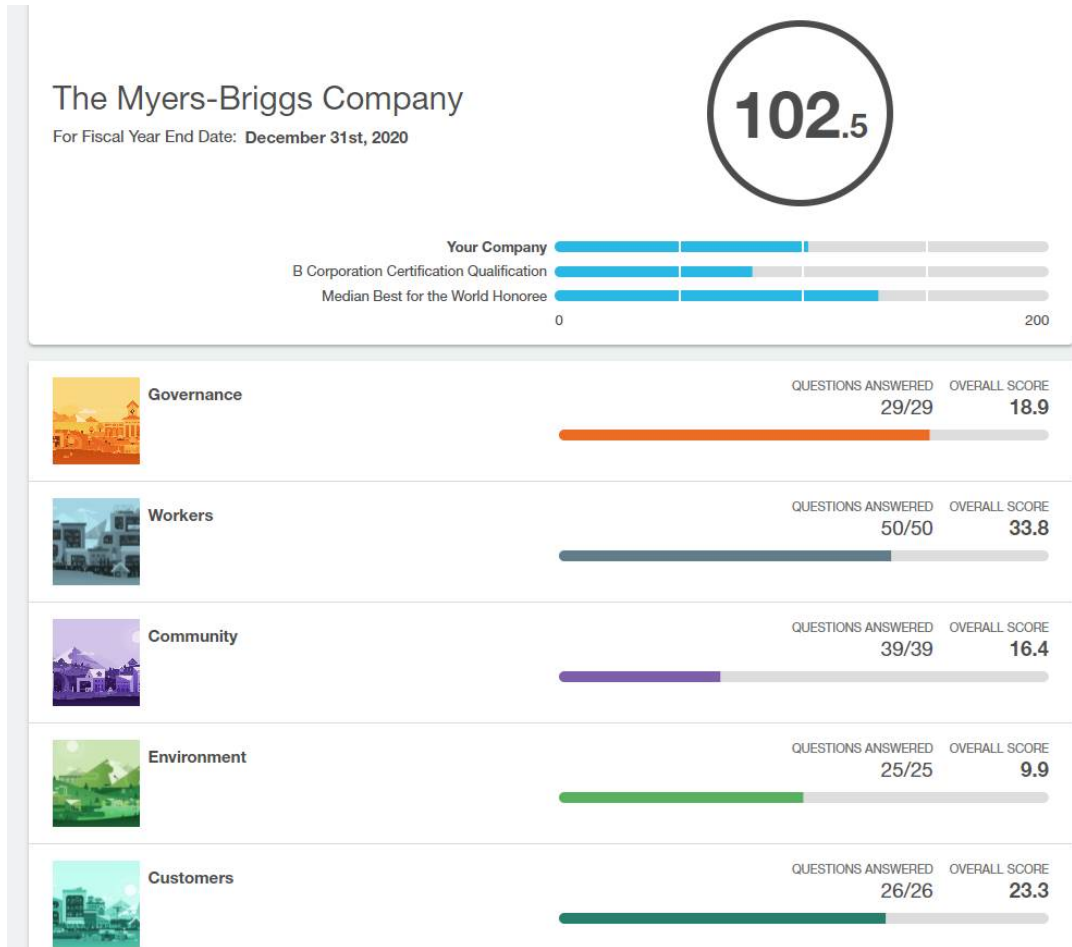 The Myers-Briggs Company
For Fiscal Year End Date: December 31st, 2020
102.5
Your Company
B Corporation Certification Qualification
Median Best for the World Honoree
0 200
Governance
QUESTIONS ANSWERED OVERALL SCORE
29/29 18.9
Workers
QUESTIONS ANSWERED OVERALL SCORE
50/50 33.8
Community
QUESTIONS ANSWERED OVERALL SCORE
39/39 16.4
Environment
QUESTIONS ANSWERED OVERALL SCORE
25/25 9.9
Customers
QUESTIONS ANSWERED OVERALL SCORE
26/26 23.3